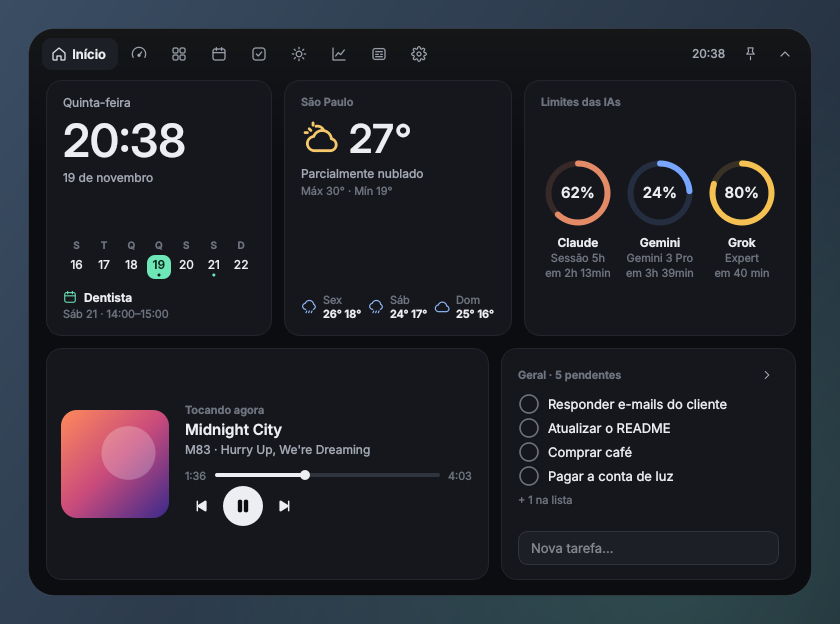 Início
20:38
Quinta-feira
20:38
19 de novembro
S T Q Q S S D
16 17 18 19 20 21 22
Dentista
Sáb 21 · 14:00–15:00
São Paulo
27°
Parcialmente nublado
Máx 30° · Mín 19°
Sex
26° 18°
Sáb
24° 17°
Dom
25° 16°
Limites das IAs
62%
Claude
Sessão 5h
em 2h 13min
24%
Gemini
Gemini 3 Pro
em 3h 39min
80%
Grok
Expert
em 40 min
Tocando agora
Midnight City
M83 · Hurry Up, We're Dreaming
1:36
4:03
Geral · 5 pendentes
Responder e-mails do cliente
Atualizar o README
Comprar café
Pagar a conta de luz
+ 1 na lista
Nova tarefa...